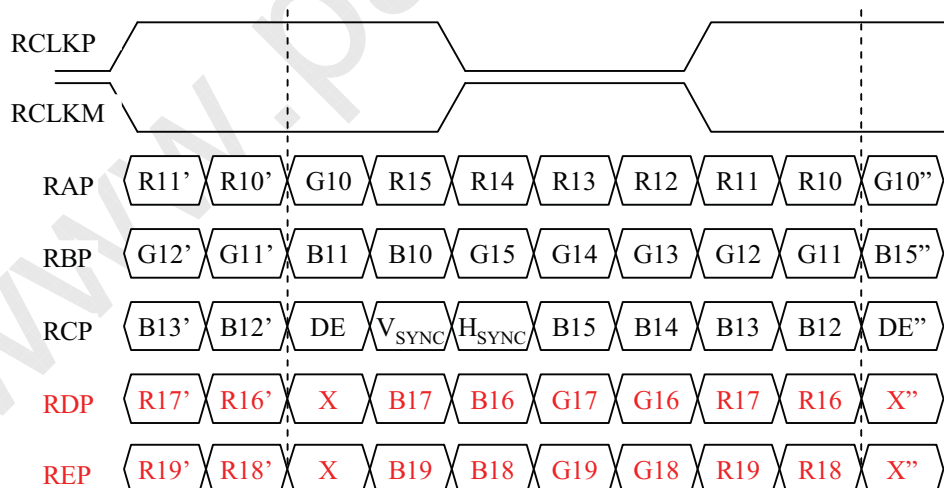 RCLKP
RCLKM
RAP R11’ R10’ G10 R15 R14 R13 R12 R11 R10 G10”
RBP G12’ G11’ B11 B10 G15 G14 G13 G12 G11 B15”
RCP B13’ B12’ DE VSYNC HSYNC B15 B14 B13 B12 DE”
RDP R17’ R16’ X B17 B16 G17 G16 R17 R16 X”
REP R19’ R18’ X B19 B18 G19 G18 R19 R18 X”
www.pa